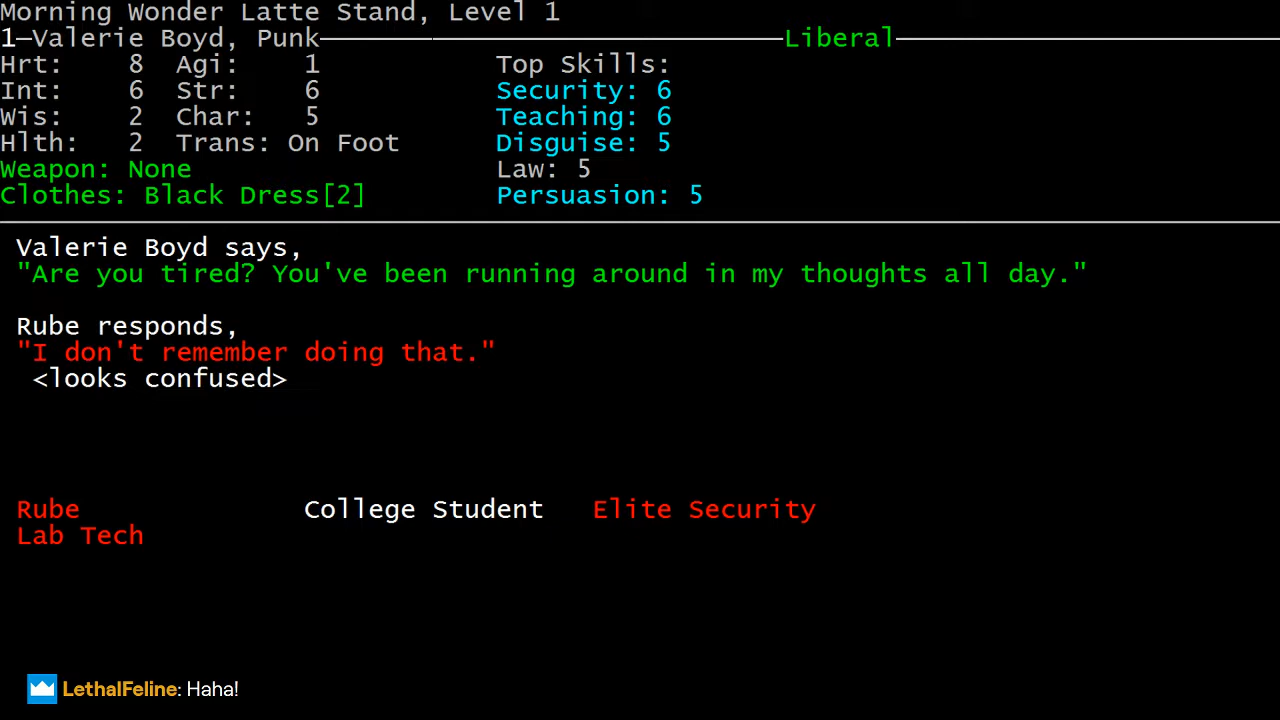 Morning Wonder Latte Stand, Level 1
1—Valerie Boyd, Punk Liberal
Hrt: 8 Agi: 1 Top Skills:
Int: 6 Str: 6 Security: 6
Wis: 2 Char: 5 Teaching: 6
Hlth: 2 Trans: On Foot Disguise: 5
Weapon: None Law: 5
Clothes: Black Dress[2] Persuasion: 5
Valerie Boyd says,
"Are you tired? You've been running around in my thoughts all day."
Rube responds,
"I don't remember doing that."
<looks confused>
Rube College Student Elite Security
Lab Tech
LethalFeline: Haha!